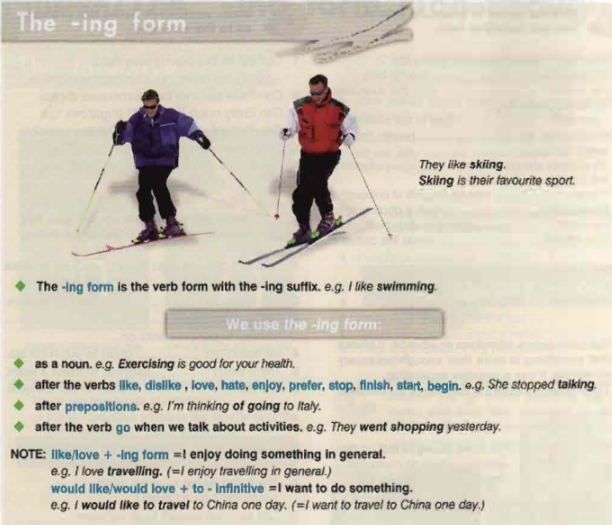 The -ing form
They like skiing.
Skiing is their favourite sport.
The -ing form is the verb form with the -ing suffix. e.g. I like swimming.
We use the -ing form:
as a noun. e.g. Exercising is good for your health.
after the verbs like, dislike , love, hate, enjoy, prefer, stop, finish, start, begin. e.g. She stopped talking.
after prepositions. e.g. I'm thinking of going to Italy.
after the verb go when we talk about activities. e.g. They went shopping yesterday.
NOTE: like/love + -ing form =I enjoy doing something in general.
e.g. I love travelling. (=I enjoy travelling in general.)
would like/would love + to - infinitive =I want to do something.
e.g. I would like to travel to China one day. (=I want to travel to China one day.)